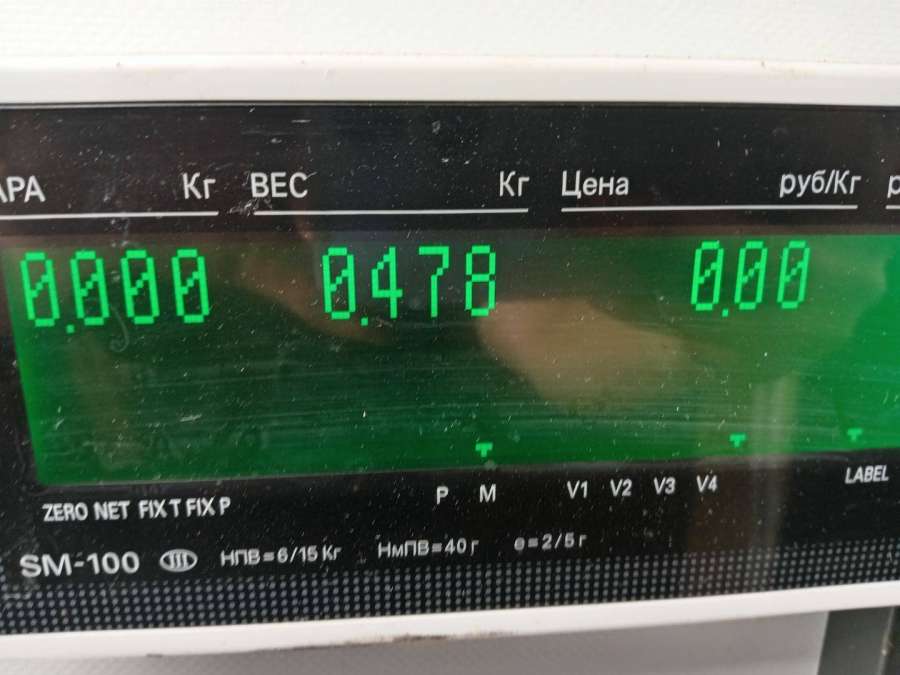 АРА Кг ВЕС Кг Цена руб/Кг
0.000 0.478 0.00
P M V1 V2 V3 V4 LABEL
ZERO NET FIX T FIX P
SM-100 НПВ=6/15 Кг НмПВ=40 г e=2/5 г